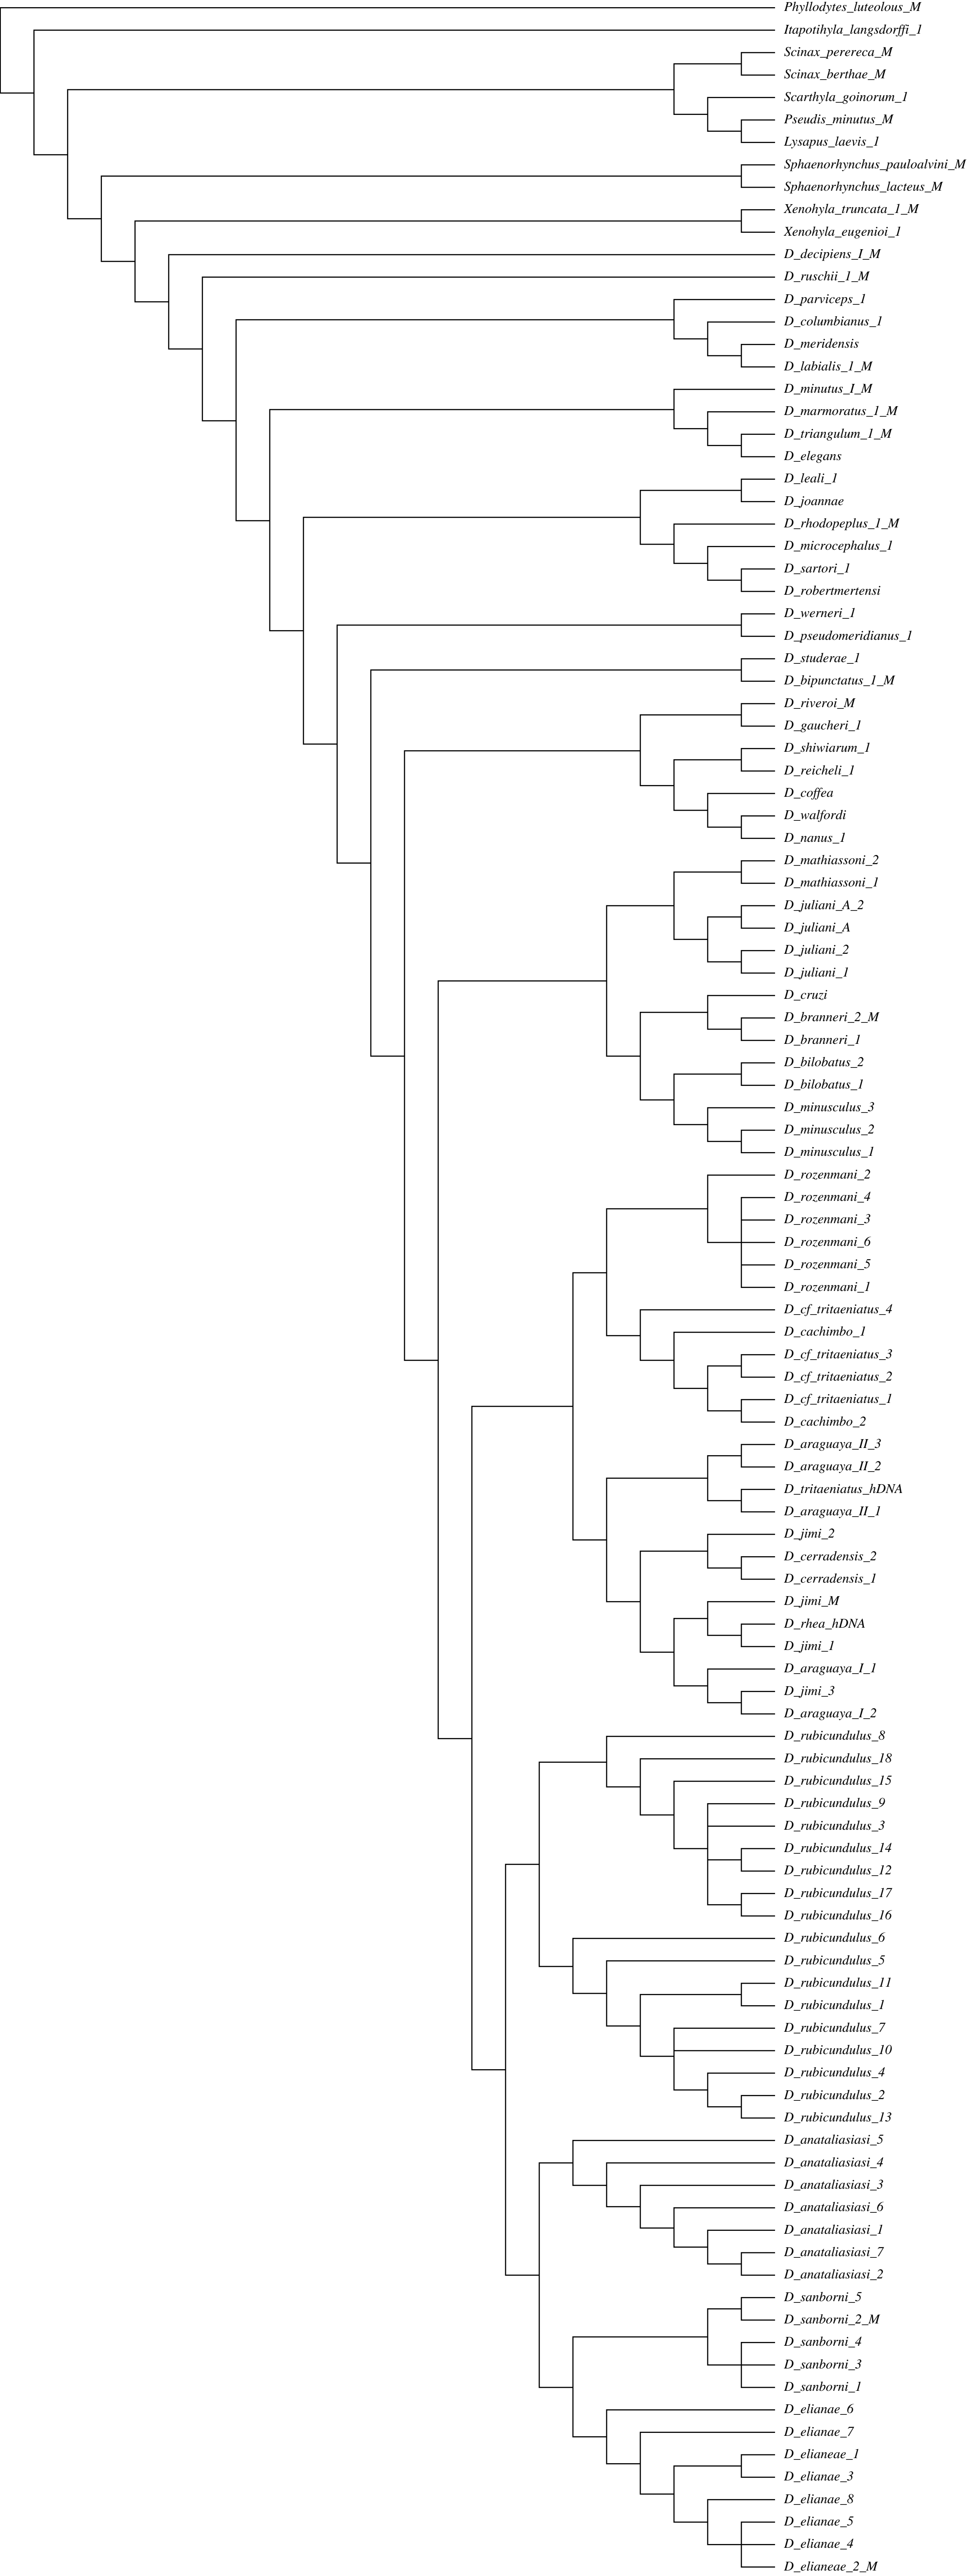 Phyllodytes_luteolous_M
Itapotihyla_langsdorffi_1
Scinax_perereca_M
Scinax_berthae_M
Scarthyla_goinorum_1
Pseudis_minutus_M
Lysapus_laevis_1
Sphaenorhynchus_pauloalvini_M
Sphaenorhynchus_lacteus_M
Xenohyla_truncata_1_M
Xenohyla_eugenioi_1
D_decipiens_I_M
D_ruschii_1_M
D_parviceps_1
D_columbianus_1
D_meridensis
D_labialis_1_M
D_minutus_I_M
D_marmoratus_1_M
D_triangulum_1_M
D_elegans
D_leali_1
D_joannae
D_rhodopeplus_1_M
D_microcephalus_1
D_sartori_1
D_robertmertensi
D_werneri_1
D_pseudomeridianus_1
D_studerae_1
D_bipunctatus_1_M
D_riveroi_M
D_gaucheri_1
D_shiwiarum_1
D_reicheli_1
D_coffea
D_walfordi
D_nanus_1
D_mathiassoni_2
D_mathiassoni_1
D_juliani_A_2
D_juliani_A
D_juliani_2
D_juliani_1
D_cruzi
D_branneri_2_M
D_branneri_1
D_bilobatus_2
D_bilobatus_1
D_minusculus_3
D_minusculus_2
D_minusculus_1
D_rozenmani_2
D_rozenmani_4
D_rozenmani_3
D_rozenmani_6
D_rozenmani_5
D_rozenmani_1
D_cf_tritaeniatus_4
D_cachimbo_1
D_cf_tritaeniatus_3
D_cf_tritaeniatus_2
D_cf_tritaeniatus_1
D_cachimbo_2
D_araguaya_II_3
D_araguaya_II_2
D_tritaeniatus_hDNA
D_araguaya_II_1
D_jimi_2
D_cerradensis_2
D_cerradensis_1
D_jimi_M
D_rhea_hDNA
D_jimi_1
D_araguaya_I_1
D_jimi_3
D_araguaya_I_2
D_rubicundulus_8
D_rubicundulus_18
D_rubicundulus_15
D_rubicundulus_9
D_rubicundulus_3
D_rubicundulus_14
D_rubicundulus_12
D_rubicundulus_17
D_rubicundulus_16
D_rubicundulus_6
D_rubicundulus_5
D_rubicundulus_11
D_rubicundulus_1
D_rubicundulus_7
D_rubicundulus_10
D_rubicundulus_4
D_rubicundulus_2
D_rubicundulus_13
D_anataliasiasi_5
D_anataliasiasi_4
D_anataliasiasi_3
D_anataliasiasi_6
D_anataliasiasi_1
D_anataliasiasi_7
D_anataliasiasi_2
D_sanborni_5
D_sanborni_2_M
D_sanborni_4
D_sanborni_3
D_sanborni_1
D_elianae_6
D_elianae_7
D_elianeae_1
D_elianae_3
D_elianae_8
D_elianae_5
D_elianae_4
D_elianeae_2_M